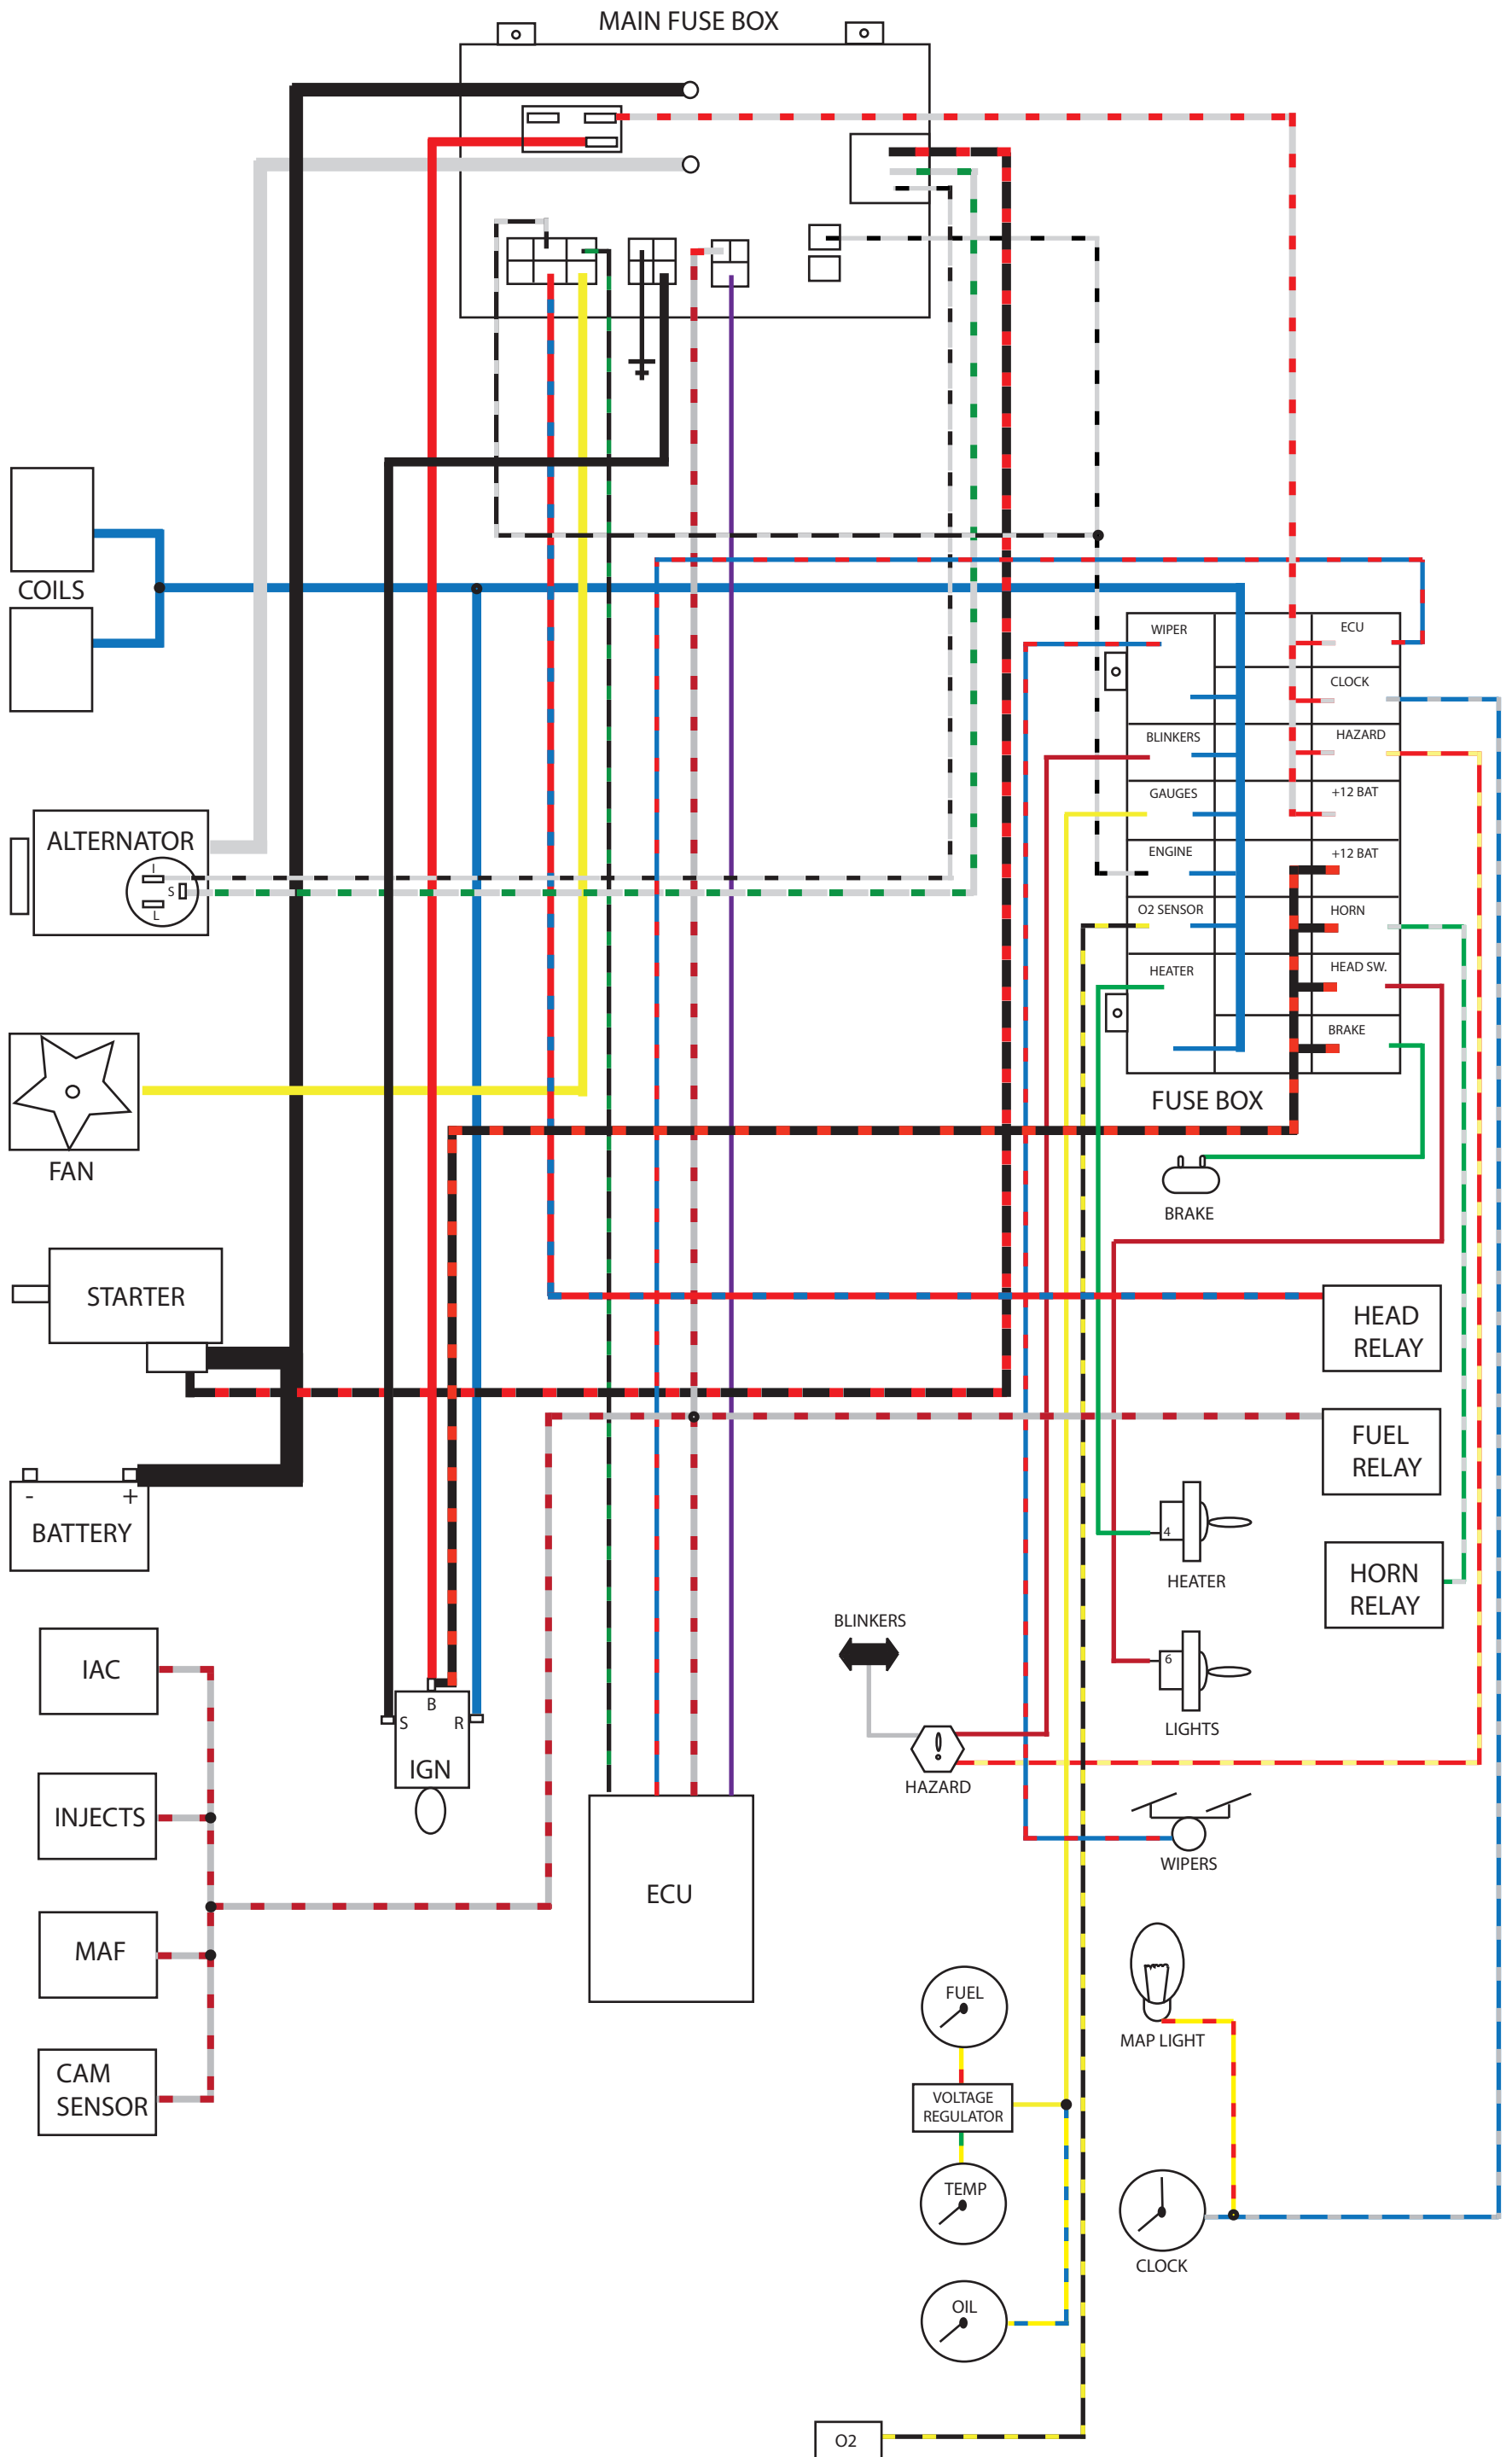 MAIN FUSE BOX
COILS
WIPER
ECU
CLOCK
BLINKERS
HAZARD
GAUGES
+12 BAT
ENGINE
+12 BAT
O2 SENSOR
HORN
HEATER
HEAD SW.
BRAKE
FUSE BOX
ALTERNATOR
I
S
L
FAN
BRAKE
STARTER
HEAD
RELAY
FUEL
RELAY
- +
BATTERY
4
HEATER
HORN
RELAY
BLINKERS
IAC
6
LIGHTS
B
S R
IGN
HAZARD
INJECTS
WIPERS
ECU
MAF
FUEL
MAP LIGHT
CAM
SENSOR
VOLTAGE
REGULATOR
TEMP
CLOCK
OIL
O2